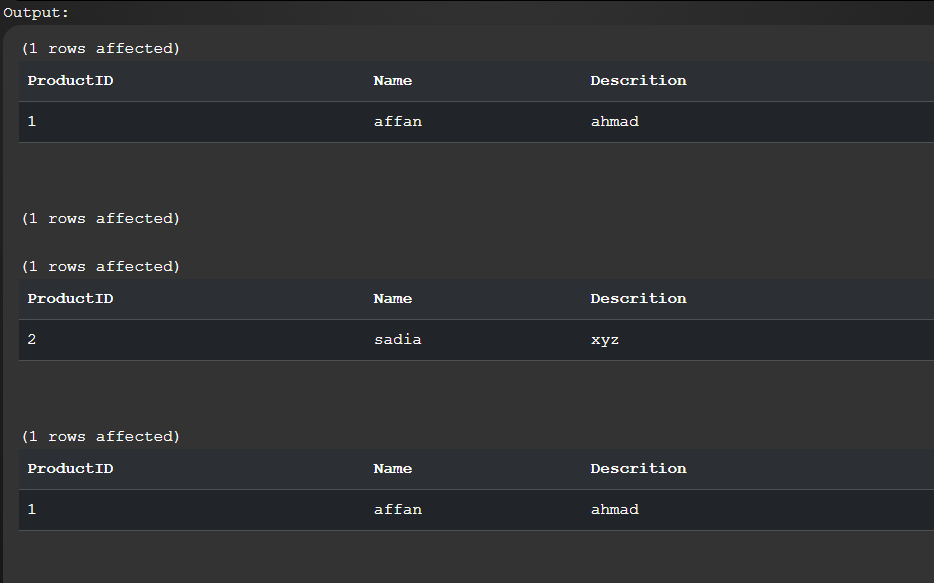 Output:
(1 rows affected)
ProductID Name Descrition
1 affan ahmad
(1 rows affected)
(1 rows affected)
ProductID Name Descrition
2 sadia xyz
(1 rows affected)
ProductID Name Descrition
1 affan ahmad